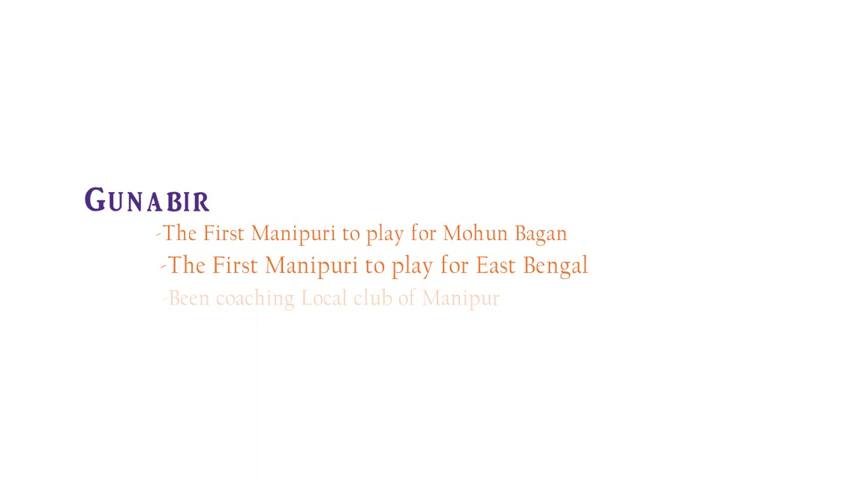 GUNABIR
-The First Manipuri to play for Mohun Bagan
-The First Manipuri to play for East Bengal
-Been coaching Local club of Manipur